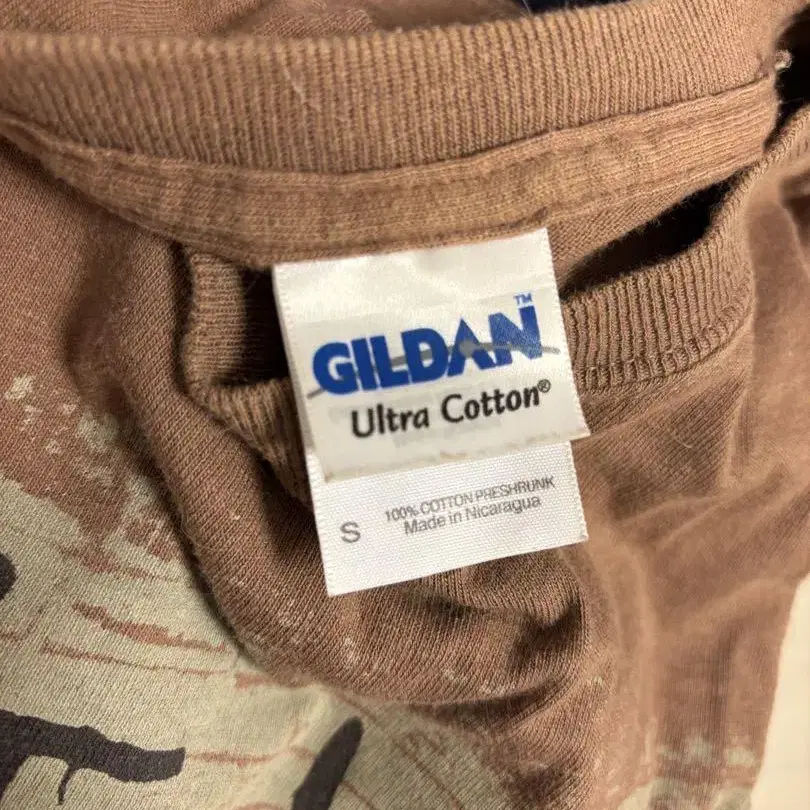 GILDAN™
Ultra Cotton®
S 100% COTTON PRESHRUNK
Made in Nicaragua